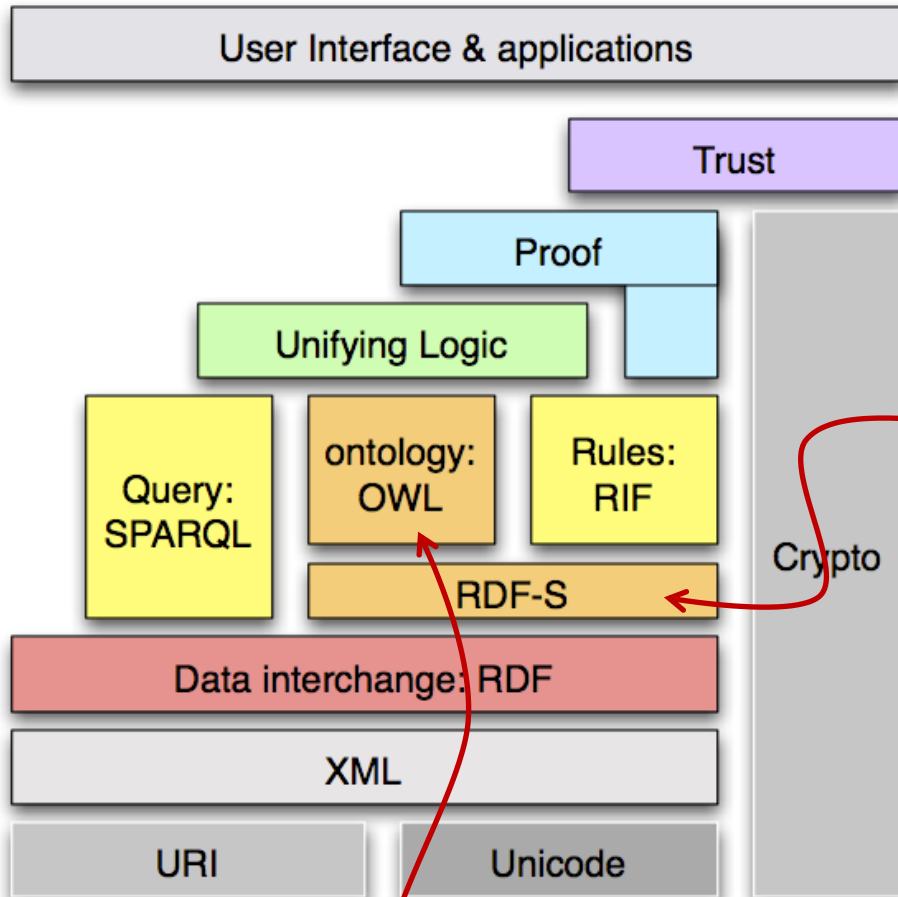 User Interface & applications
Trust
Proof
Unifying Logic
Query:
SPARQL
ontology:
OWL
Rules:
RIF
Crypto
RDF-S
Data interchange: RDF
XML
URI
Unicode